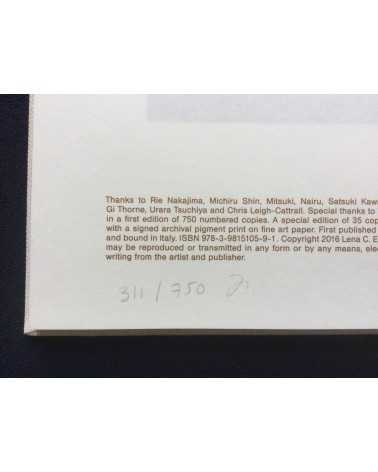 Thanks to Rie Nakajima, Michiru Shin, Mitsuki, Nairu, Satsuki Kaw
Gi Thorne, Urara Tsuchiya and Chris Leigh-Cattrall. Special thanks to
in a first edition of 750 numbered copies. A special edition of 35 cop
with a signed archival pigment print on fine art paper. First published
and bound in Italy. ISBN 978-3-9815105-9-1. Copyright 2016 Lena C. E
may be reproduced or transmitted in any form or by any means, elec
writing from the artist and publisher.
311/750